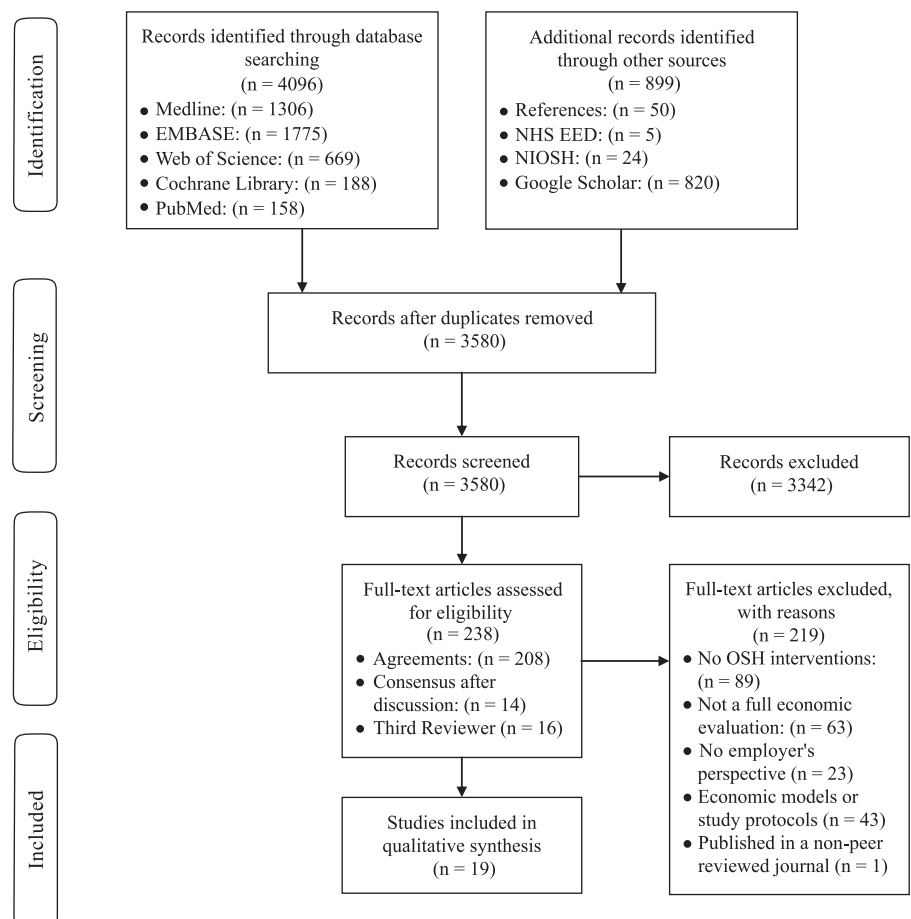 Identification
Records identified through database
searching
(n = 4096)
● Medline: (n = 1306)
● EMBASE: (n = 1775)
● Web of Science: (n = 669)
● Cochrane Library: (n = 188)
● PubMed: (n = 158)
Additional records identified
through other sources
(n = 899)
● References: (n = 50)
● NHS EED: (n = 5)
● NIOSH: (n = 24)
● Google Scholar: (n = 820)
Screening
Records after duplicates removed
(n = 3580)
Records screened
(n = 3580)
Records excluded
(n = 3342)
Eligibility
Full-text articles assessed
for eligibility
(n = 238)
● Agreements: (n = 208)
● Consensus after
discussion: (n = 14)
● Third Reviewer (n = 16)
Full-text articles excluded,
with reasons
(n = 219)
● No OSH interventions:
(n = 89)
● Not a full economic
evaluation: (n = 63)
● No employer's
perspective (n = 23)
● Economic models or
study protocols (n = 43)
● Published in a non-peer
reviewed journal (n = 1)
Included
Studies included in
qualitative synthesis
(n = 19)